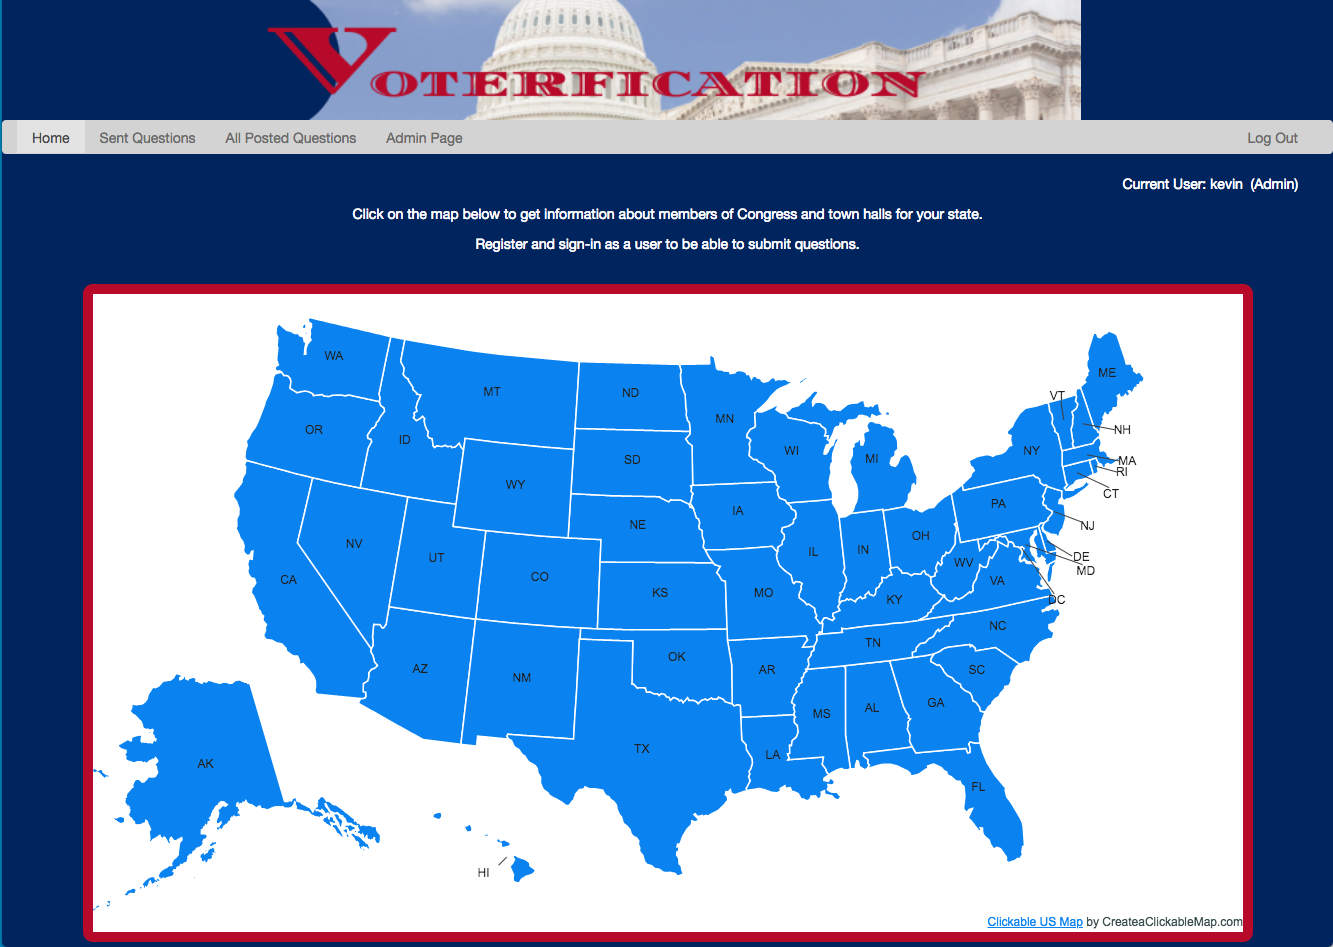 VOTERFICATION
Home Sent Questions All Posted Questions Admin Page Log Out
Current User: kevin (Admin)
Click on the map below to get information about members of Congress and town halls for your state.
Register and sign-in as a user to be able to submit questions.
WA
MT
ND
MN
ME
VT
OR
ID
SD
WI
MI
NY
NH
MA
RI
CT
WY
IA
PA
NJ
NE
NV
UT
CO
IL
IN
OH
WV
VA
DE
MD
DC
CA
KS
MO
KY
NC
TN
AZ
NM
OK
AR
SC
MS
AL
GA
TX
LA
AK
FL
HI
Clickable US Map by CreateaClickableMap.com